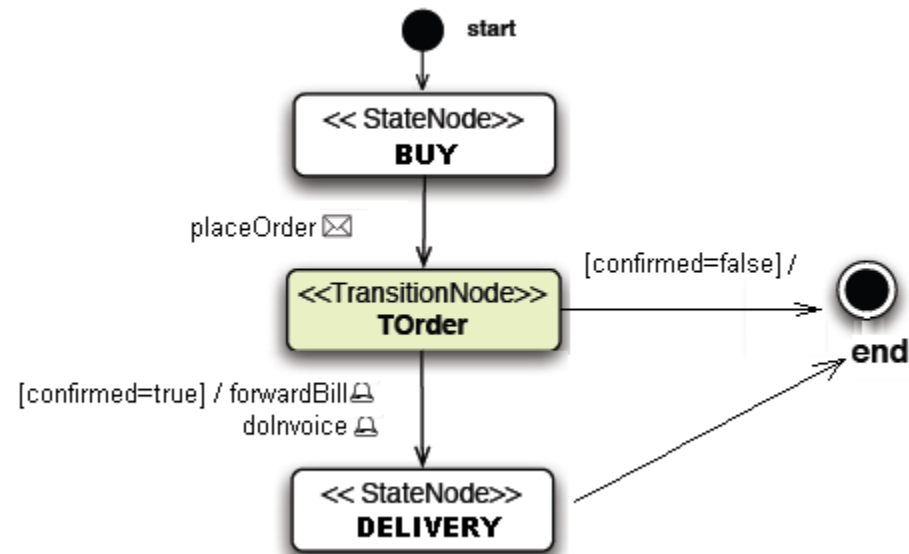 start
<< StateNode>>
BUY
placeOrder
[confirmed=false] /
<<TransitionNode>>
TOrder
end
[confirmed=true] / forwardBill
doInvoice
<< StateNode>>
DELIVERY